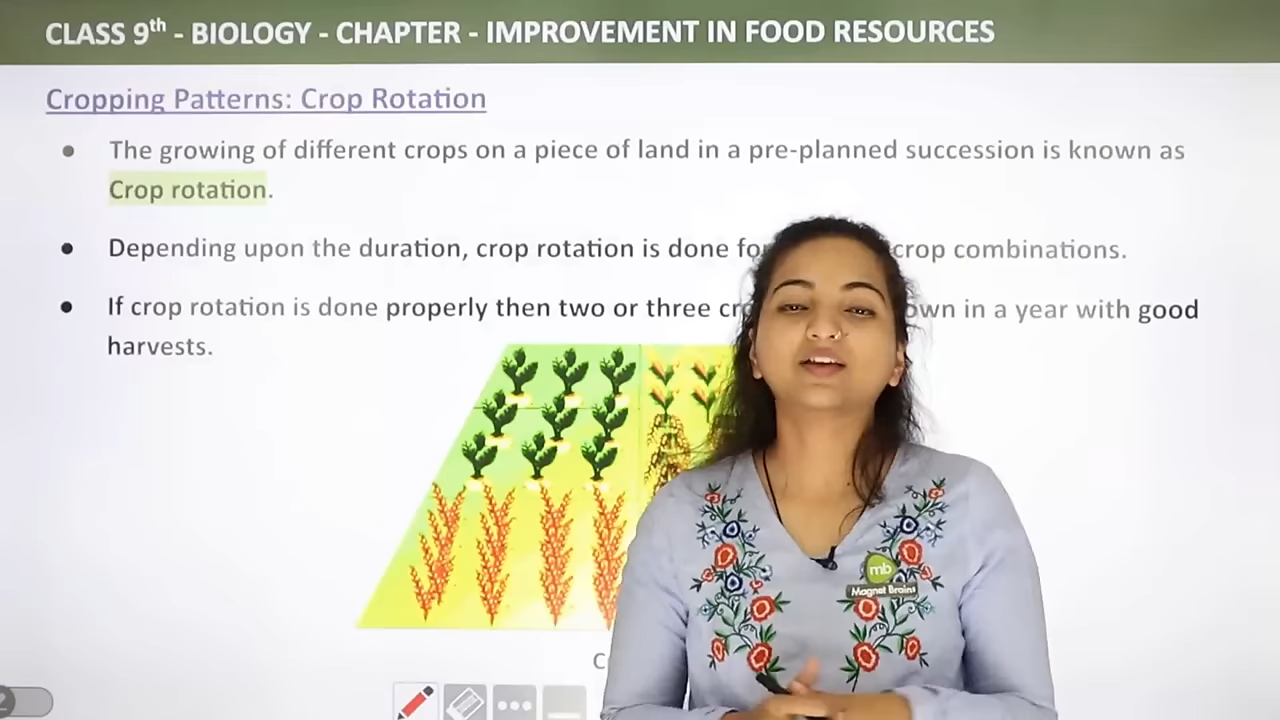 CLASS 9th - BIOLOGY - CHAPTER - IMPROVEMENT IN FOOD RESOURCES
Cropping Patterns: Crop Rotation
• The growing of different crops on a piece of land in a pre-planned succession is known as
Crop rotation.
• Depending upon the duration, crop rotation is done crop combinations.
• If crop rotation is done properly then two or three in a year with good
harvests.
mb
Magnet Brains